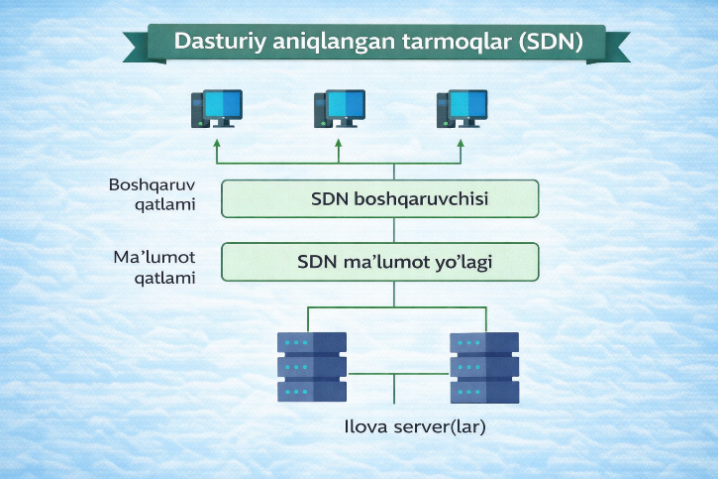 Dasturiy aniqlangan tarmoqlar (SDN)
Boshqaruv
qatlami
SDN boshqaruvchisi
Ma’lumot
qatlami
SDN ma’lumot yo’lagi
Ilova server(lar)